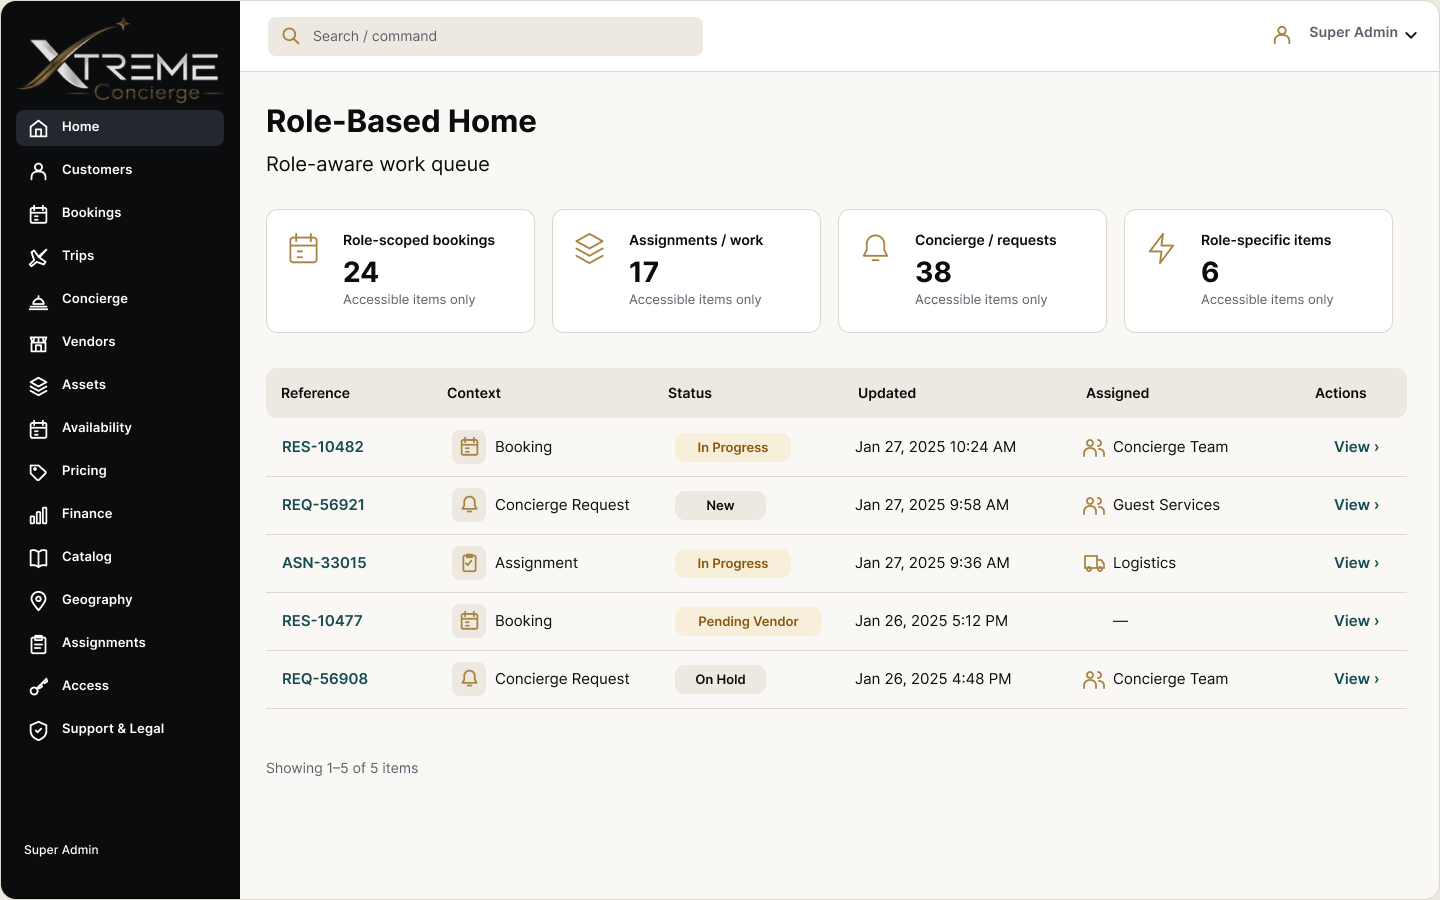 XTREME
Concierge
Home
Customers
Bookings
Trips
Concierge
Vendors
Assets
Availability
Pricing
Finance
Catalog
Geography
Assignments
Access
Support & Legal
Super Admin
Search / command
Super Admin
Role-Based Home
Role-aware work queue
Role-scoped bookings
24
Accessible items only
Assignments / work
17
Accessible items only
Concierge / requests
38
Accessible items only
Role-specific items
6
Accessible items only
Reference Context Status Updated Assigned Actions
RES-10482 Booking In Progress Jan 27, 2025 10:24 AM Concierge Team View ›
REQ-56921 Concierge Request New Jan 27, 2025 9:58 AM Guest Services View ›
ASN-33015 Assignment In Progress Jan 27, 2025 9:36 AM Logistics View ›
RES-10477 Booking Pending Vendor Jan 26, 2025 5:12 PM — View ›
REQ-56908 Concierge Request On Hold Jan 26, 2025 4:48 PM Concierge Team View ›
Showing 1–5 of 5 items